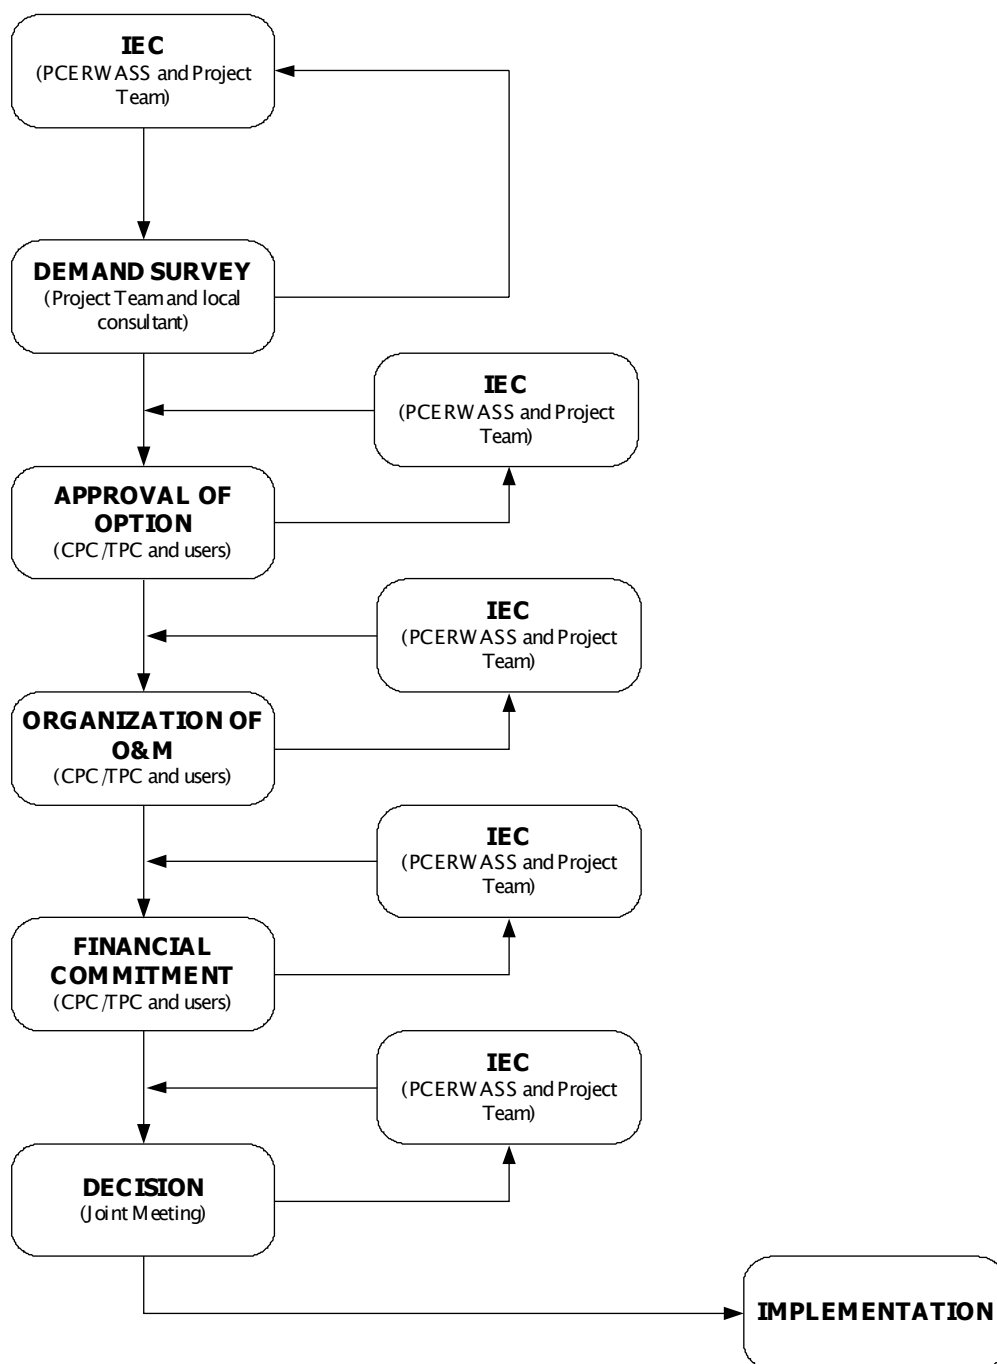 IEC
(PCERWASS and Project
Team)
DEMAND SURVEY
(Project Team and local
consultant)
IEC
(PCERWASS and Project
Team)
APPROVAL OF
OPTION
(CPC/TPC and users)
IEC
(PCERWASS and Project
Team)
ORGANIZATION OF
O&M
(CPC/TPC and users)
IEC
(PCERWASS and Project
Team)
FINANCIAL
COMMITMENT
(CPC/TPC and users)
IEC
(PCERWASS and Project
Team)
DECISION
(Joint Meeting)
IMPLEMENTATION